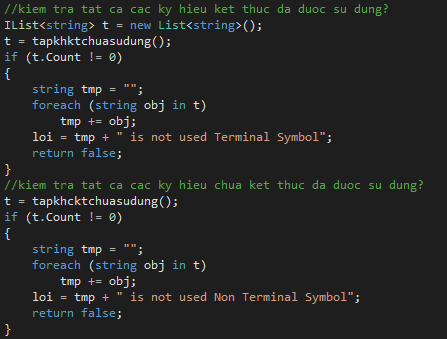 //kiem tra tat ca cac ky hieu ket thuc da duoc su dung?
IList<string> t = new List<string>();
t = tapkhktchuasudung();
if (t.Count != 0)
{
    string tmp = "";
    foreach (string obj in t)
        tmp += obj;
    loi = tmp + " is not used Terminal Symbol";
    return false;
}
//kiem tra tat ca cac ky hieu chua ket thuc da duoc su dung?
t = tapkhcktchuasudung();
if (t.Count != 0)
{
    string tmp = "";
    foreach (string obj in t)
        tmp += obj;
    loi = tmp + " is not used Non Terminal Symbol";
    return false;
}